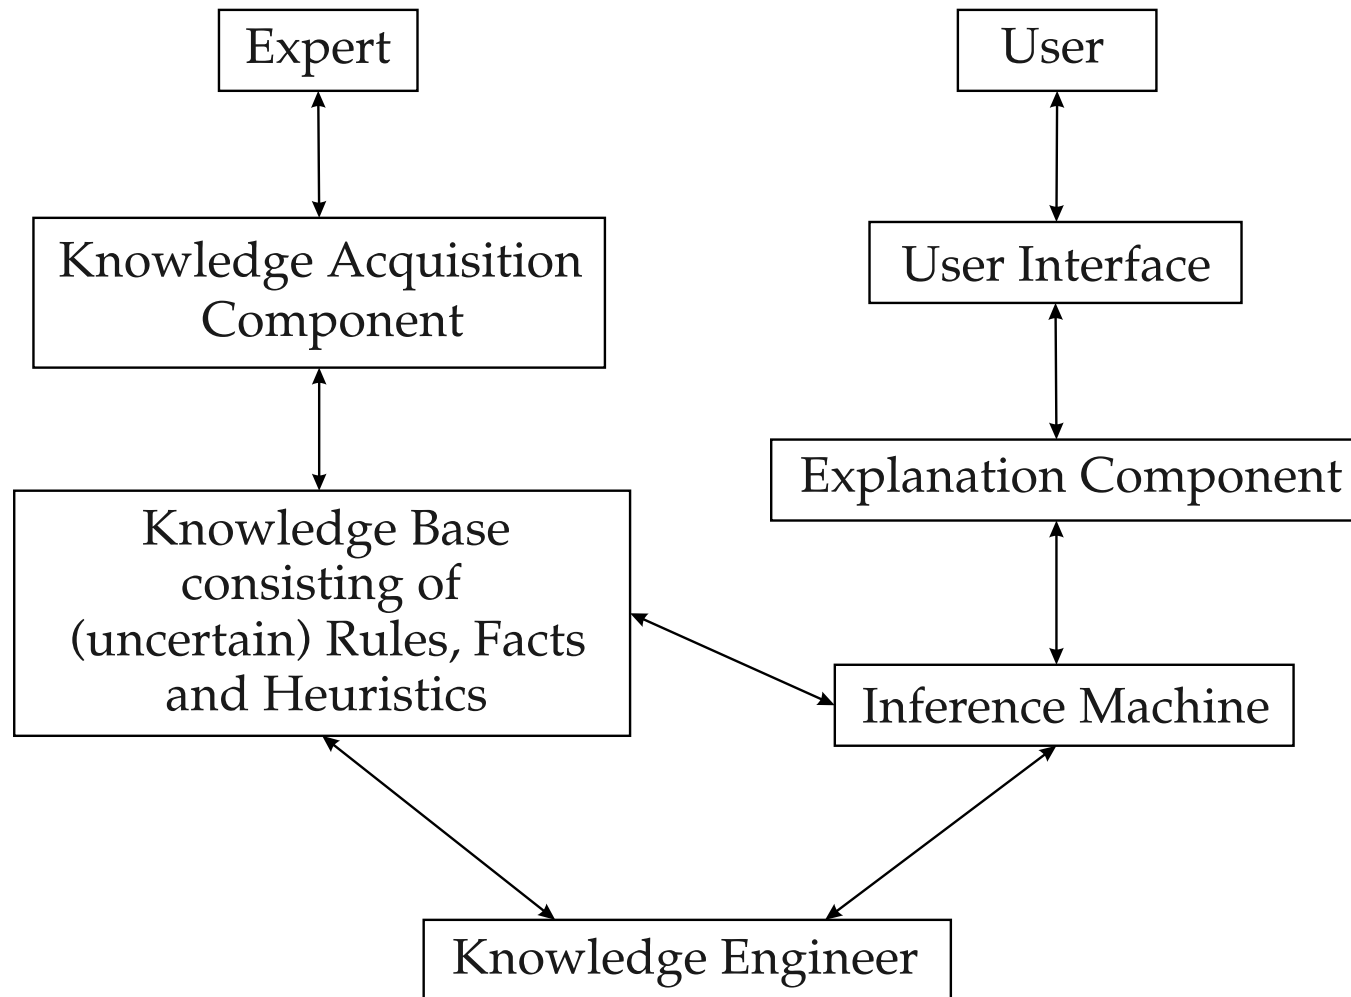 Expert
User
Knowledge Acquisition
Component
User Interface
Explanation Component
Knowledge Base
consisting of
(uncertain) Rules, Facts
and Heuristics
Inference Machine
Knowledge Engineer